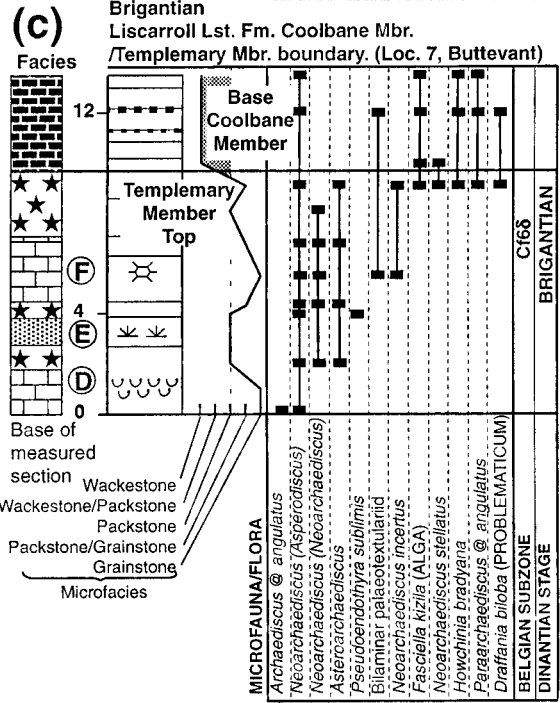 (c)
Brigantian
Liscarroll Lst. Fm. Coolbane Mbr.
/Templemary Mbr. boundary. (Loc. 7, Buttevant)
Facies
12
Base
Coolbane
Member
Templemary
Member
Top
F
4
E
D
0
Base of
measured
section
Wackestone
Wackestone/Packstone
Packstone
Packstone/Grainstone
Grainstone
Microfacies
MICROFAUNA/FLORA
Archaediscus @ angulatus
Neoarchaediscus (Asperodiscus)
Neoarchaediscus (Neoarchaediscus)
Asteroarchaediscus
Pseudoendothyra sublimis
Bilaminar palaeotextulariid
Neoarchaediscus incertus
Fasciella kizilia (ALGA)
Neoarchaediscus stellatus
Howchinia bradyana
Paraarchaediscus @ angulatus
Draffania biloba (PROBLEMATICUM)
Cf6δ
BELGIAN SUBZONE
BRIGANTIAN
DINANTIAN STAGE